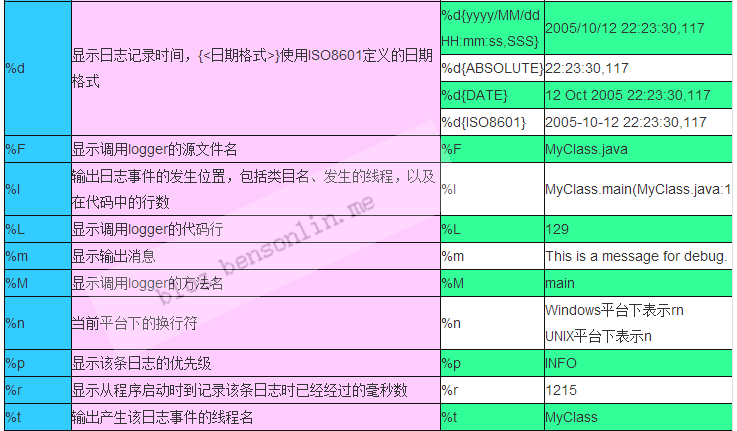 %d
显示日志记录时间，{<日期格式>}使用ISO8601定义的日期
格式
%d{yyyy/MM/dd
HH:mm:ss,SSS}
2005/10/12 22:23:30,117
%d{ABSOLUTE}
22:23:30,117
%d{DATE}
12 Oct 2005 22:23:30,117
%d{ISO8601}
2005-10-12 22:23:30,117
%F
显示调用logger的源文件名
%F
MyClass.java
%l
输出日志事件的发生位置，包括类目名、发生的线程，以及
在代码中的行数
%l
MyClass.main(MyClass.java:1
%L
显示调用logger的代码行
%L
129
%m
显示输出消息
%m
This is a message for debug.
%M
显示调用logger的方法名
%M
main
%n
当前平台下的换行符
%n
Windows平台下表示rn
UNIX平台下表示n
%p
显示该条日志的优先级
%p
INFO
%r
显示从程序启动时到记录该条日志时已经经过的毫秒数
%r
1215
%t
输出产生该日志事件的线程名
%t
MyClass
blog.bensonlin.me